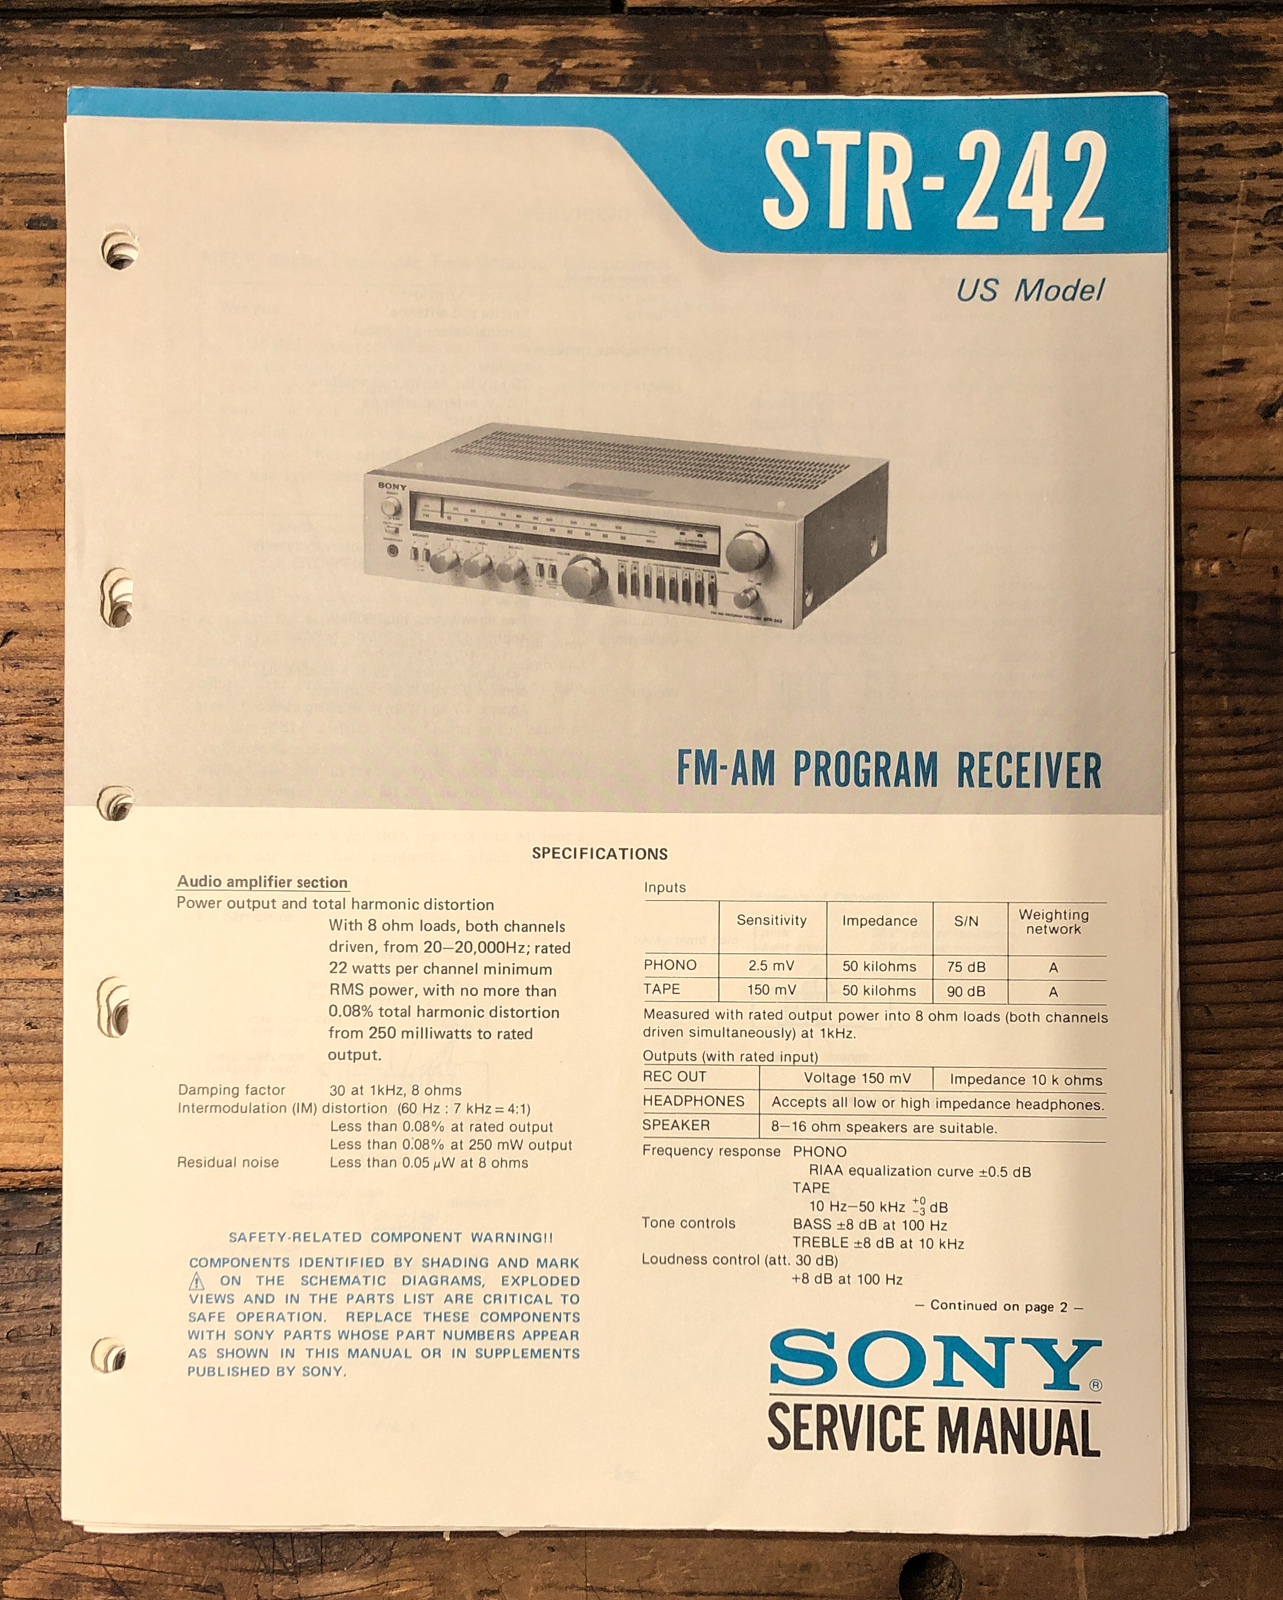 STR-242
US Model
SONY
FM-AM PROGRAM RECEIVER
SPECIFICATIONS
Audio amplifier section
Power output and total harmonic distortion
With 8 ohm loads, both channels
driven, from 20–20,000Hz; rated
22 watts per channel minimum
RMS power, with no more than
0.08% total harmonic distortion
from 250 milliwatts to rated
output.
Damping factor 30 at 1kHz, 8 ohms
Intermodulation (IM) distortion (60 Hz : 7 kHz = 4:1)
Less than 0.08% at rated output
Less than 0.08% at 250 mW output
Residual noise Less than 0.05 µW at 8 ohms
SAFETY-RELATED COMPONENT WARNING!!
COMPONENTS IDENTIFIED BY SHADING AND MARK
⚠ ON THE SCHEMATIC DIAGRAMS, EXPLODED
VIEWS AND IN THE PARTS LIST ARE CRITICAL TO
SAFE OPERATION. REPLACE THESE COMPONENTS
WITH SONY PARTS WHOSE PART NUMBERS APPEAR
AS SHOWN IN THIS MANUAL OR IN SUPPLEMENTS
PUBLISHED BY SONY.
Inputs
Sensitivity Impedance S/N Weighting network
PHONO 2.5 mV 50 kilohms 75 dB A
TAPE 150 mV 50 kilohms 90 dB A
Measured with rated output power into 8 ohm loads (both channels
driven simultaneously) at 1kHz.
Outputs (with rated input)
REC OUT Voltage 150 mV Impedance 10 k ohms
HEADPHONES Accepts all low or high impedance headphones.
SPEAKER 8–16 ohm speakers are suitable.
Frequency response PHONO
RIAA equalization curve ±0.5 dB
TAPE
10 Hz–50 kHz +0 −3 dB
Tone controls BASS ±8 dB at 100 Hz
TREBLE ±8 dB at 10 kHz
Loudness control (att. 30 dB)
+8 dB at 100 Hz
— Continued on page 2 —
SONY®
SERVICE MANUAL